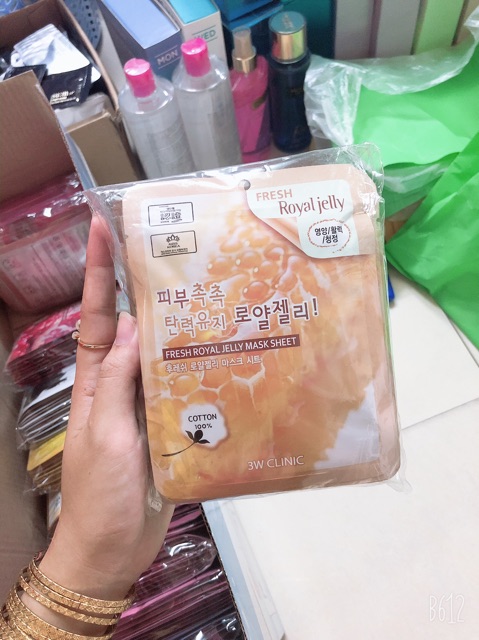 MON
FRESH
Royal jelly
영양/활력
/청정
피부촉촉
탄력유지 로얄젤리!
FRESH ROYAL JELLY MASK SHEET
후레쉬 로얄젤리 마스크 시트
COTTON
100%
3W CLINIC
B612